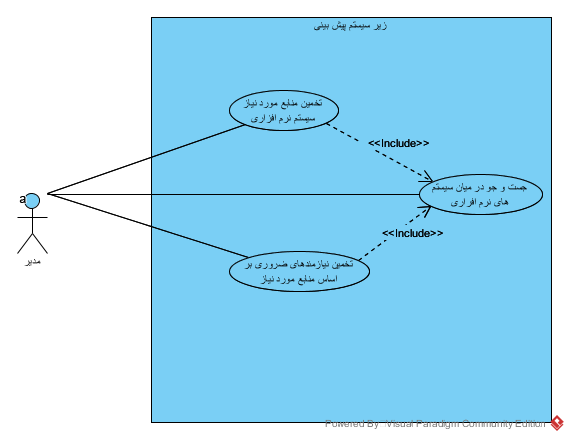 زیر سیستم پیش بینی
تخمین منابع مورد نیاز
سیستم نرم افزاری
<<Include>>
جست و جو در میان سیستم
های نرم افراری
a
<<Include>>
تخمین نیازمندهای ضروری بر
اساس منابع مورد نیاز
مدیر
Powered By Visual Paradigm Community Edition